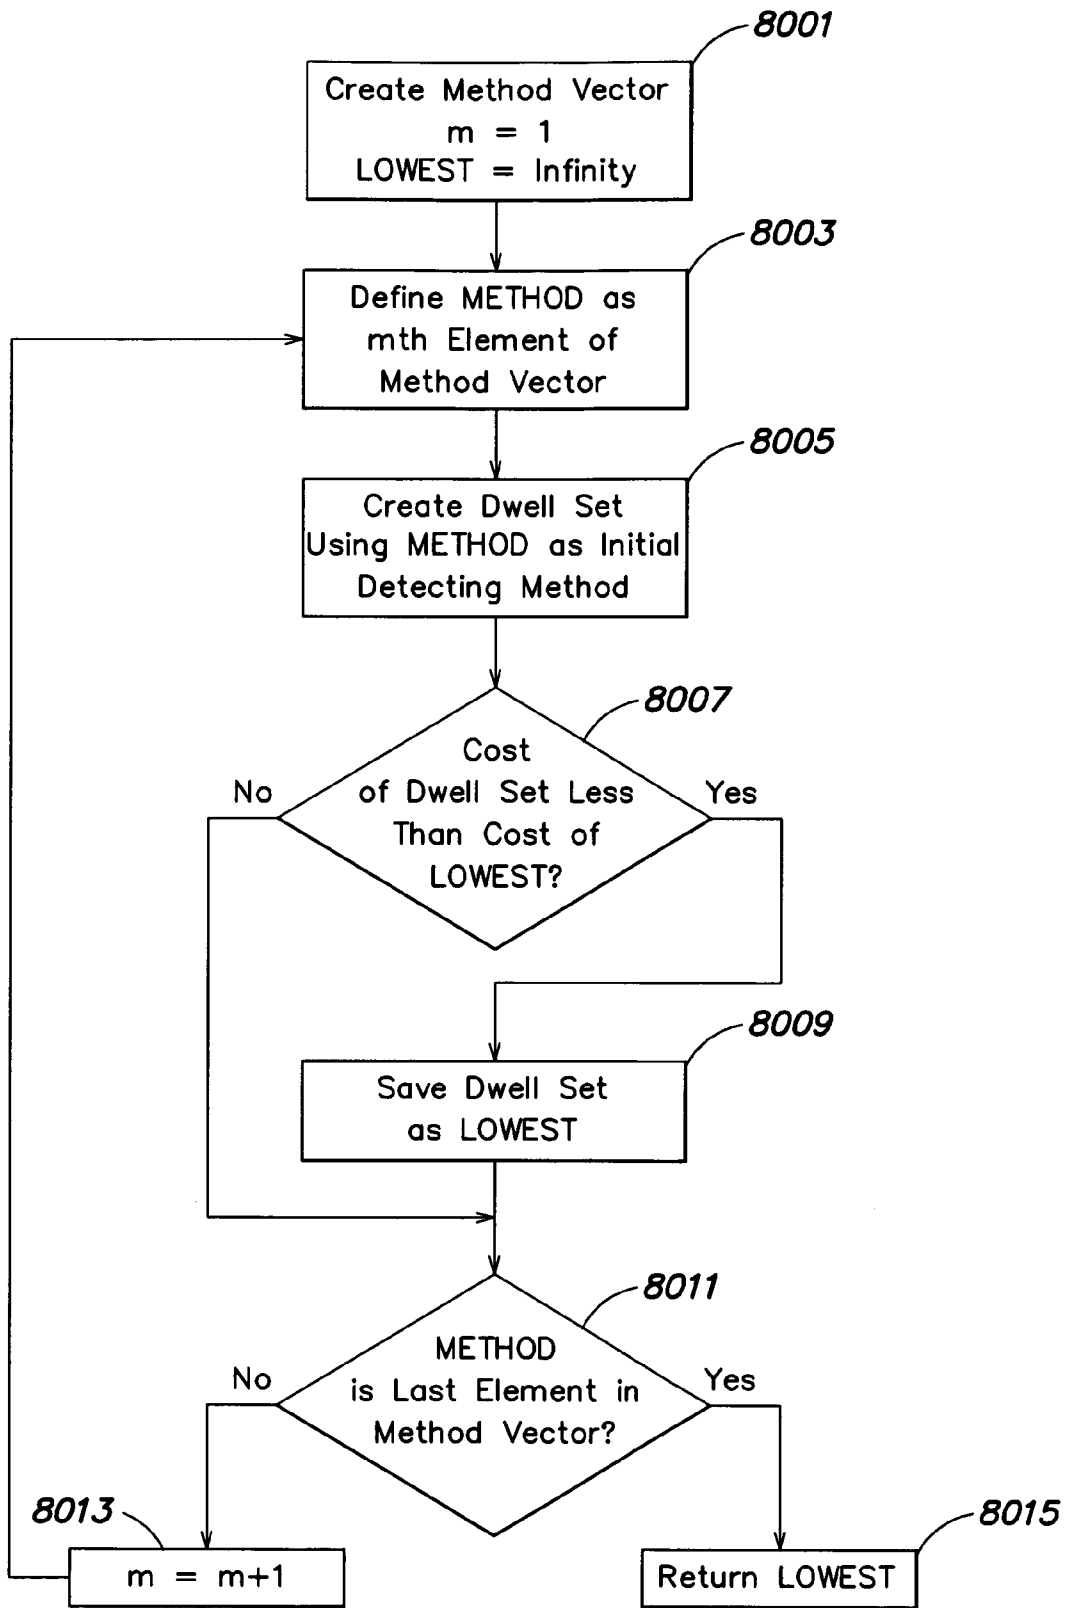 8001
Create Method Vector
m = 1
LOWEST = Infinity
8003
Define METHOD as
mth Element of
Method Vector
8005
Create Dwell Set
Using METHOD as Initial
Detecting Method
8007
Cost
of Dwell Set Less
Than Cost of
LOWEST?
No
Yes
8009
Save Dwell Set
as LOWEST
8011
METHOD
is Last Element in
Method Vector?
No
Yes
8013
m = m+1
8015
Return LOWEST